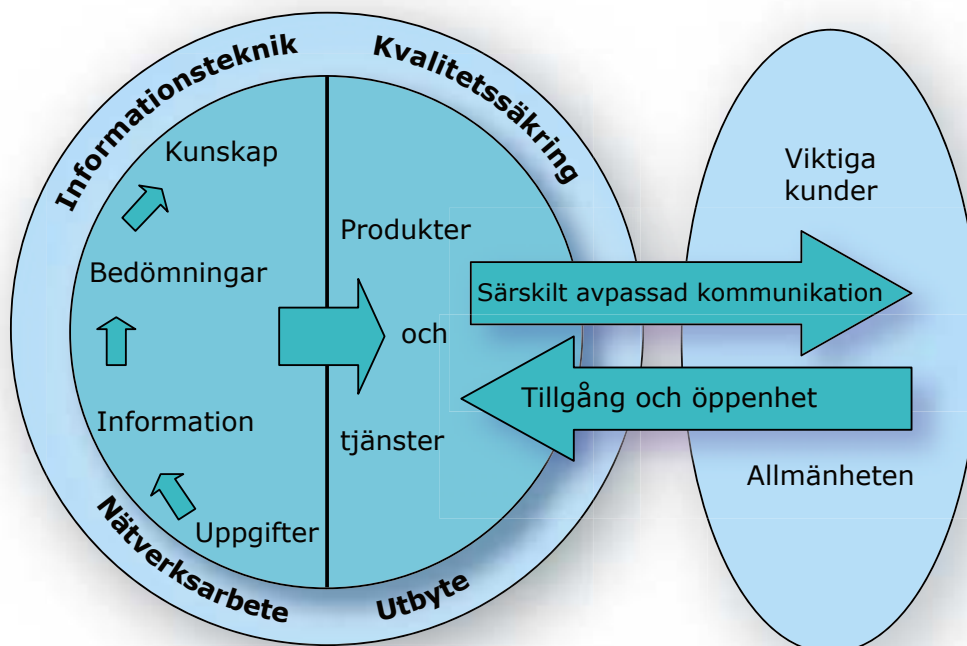 Informationsteknik
Kvalitetssäkring
Kunskap
Bedömningar
Information
Uppgifter
Produkter
och
tjänster
Nätverksarbete
Utbyte
Viktiga
kunder
Särskilt avpassad kommunikation
Tillgång och öppenhet
Allmänheten